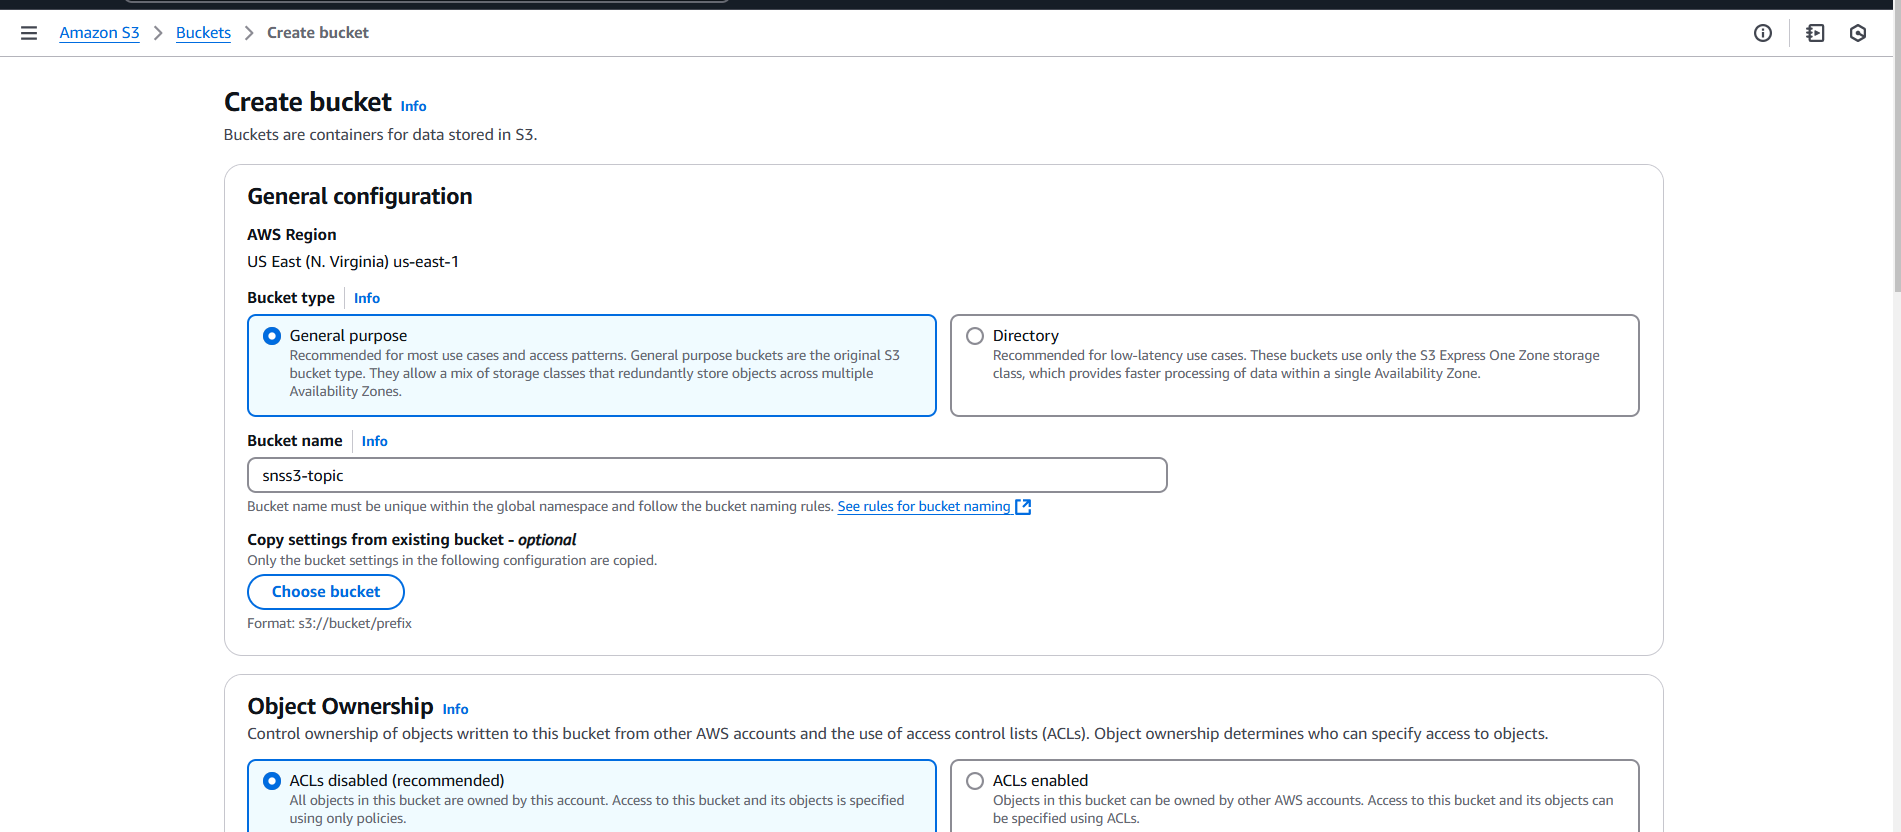 Amazon S3 > Buckets > Create bucket
Create bucket Info
Buckets are containers for data stored in S3.
General configuration
AWS Region
US East (N. Virginia) us-east-1
Bucket type Info
General purpose
Recommended for most use cases and access patterns. General purpose buckets are the original S3
bucket type. They allow a mix of storage classes that redundantly store objects across multiple
Availability Zones.
Directory
Recommended for low-latency use cases. These buckets use only the S3 Express One Zone storage
class, which provides faster processing of data within a single Availability Zone.
Bucket name Info
snss3-topic
Bucket name must be unique within the global namespace and follow the bucket naming rules. See rules for bucket naming
Copy settings from existing bucket - optional
Only the bucket settings in the following configuration are copied.
Choose bucket
Format: s3://bucket/prefix
Object Ownership Info
Control ownership of objects written to this bucket from other AWS accounts and the use of access control lists (ACLs). Object ownership determines who can specify access to objects.
ACLs disabled (recommended)
All objects in this bucket are owned by this account. Access to this bucket and its objects is specified
using only policies.
ACLs enabled
Objects in this bucket can be owned by other AWS accounts. Access to this bucket and its objects can
be specified using ACLs.